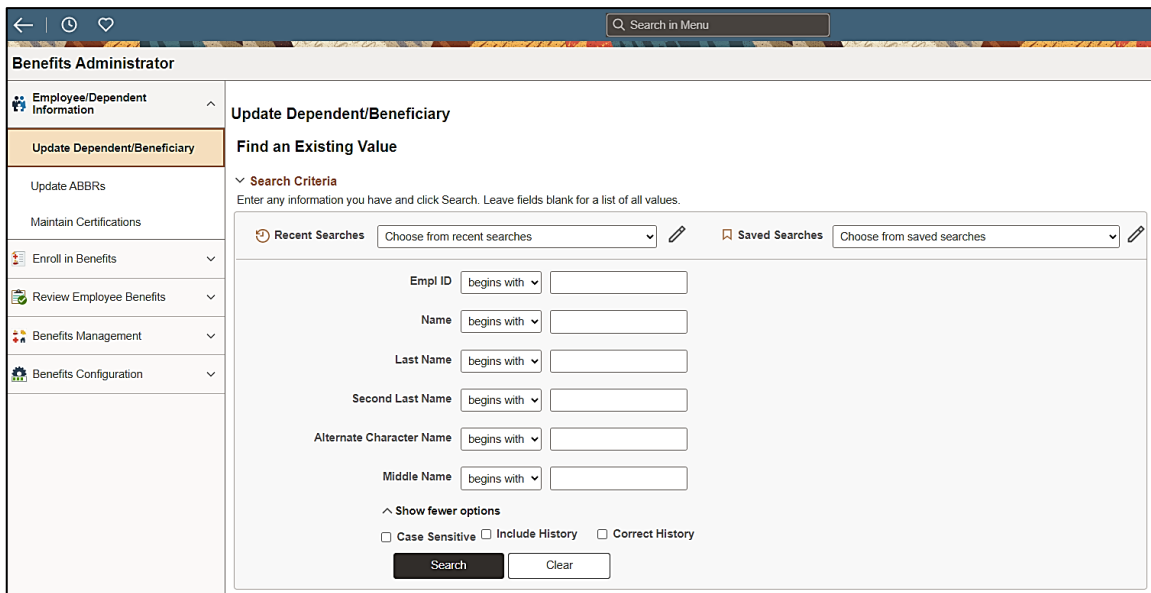 Search in Menu
Benefits Administrator
Employee/Dependent
Information
Update Dependent/Beneficiary
Update ABBRs
Maintain Certifications
Enroll in Benefits
Review Employee Benefits
Benefits Management
Benefits Configuration
Update Dependent/Beneficiary
Find an Existing Value
Search Criteria
Enter any information you have and click Search. Leave fields blank for a list of all values.
Recent Searches Choose from recent searches Saved Searches Choose from saved searches
Empl ID begins with
Name begins with
Last Name begins with
Second Last Name begins with
Alternate Character Name begins with
Middle Name begins with
Show fewer options
Case Sensitive Include History Correct History
Search Clear